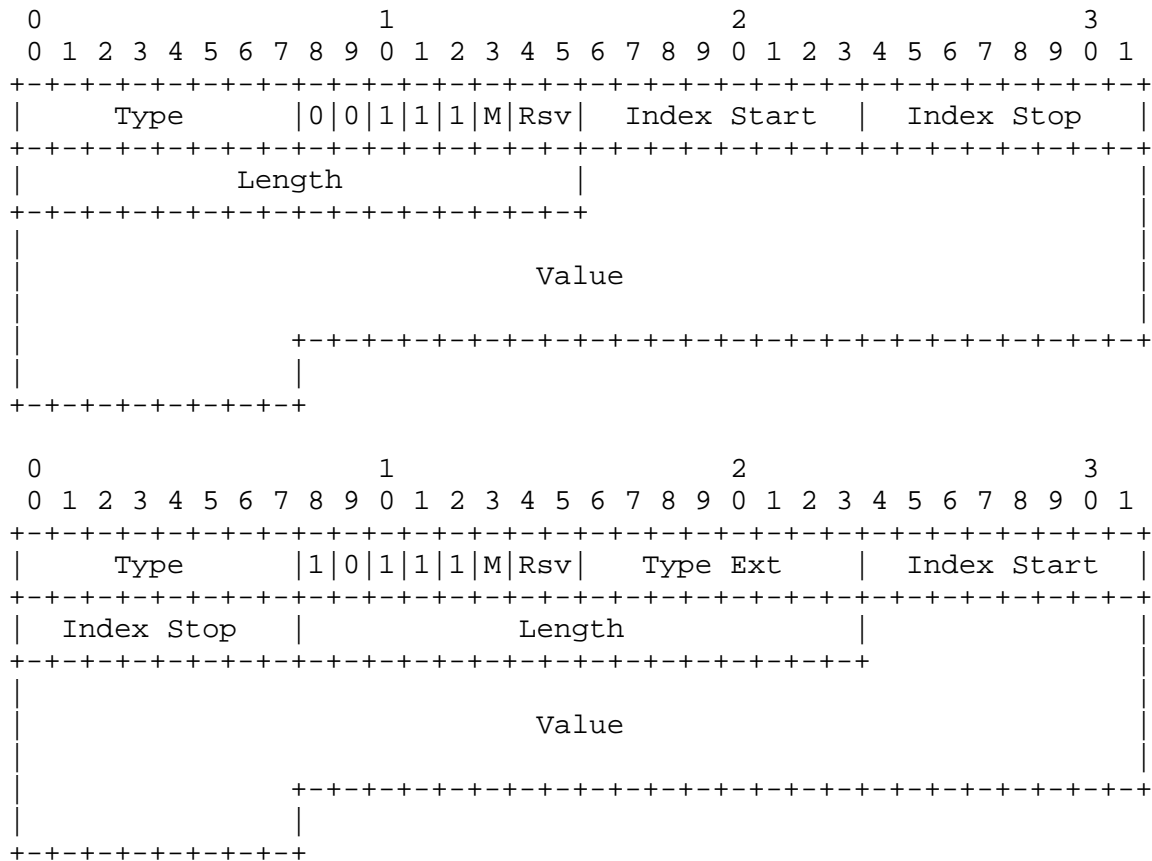 0                   1                   2                   3
 0 1 2 3 4 5 6 7 8 9 0 1 2 3 4 5 6 7 8 9 0 1 2 3 4 5 6 7 8 9 0 1
+-+-+-+-+-+-+-+-+-+-+-+-+-+-+-+-+-+-+-+-+-+-+-+-+-+-+-+-+-+-+-+-+
|     Type      |0|0|1|1|1|M|Rsv|  Index Start  |  Index Stop   |
+-+-+-+-+-+-+-+-+-+-+-+-+-+-+-+-+-+-+-+-+-+-+-+-+-+-+-+-+-+-+-+-+
|            Length             |                               |
+-+-+-+-+-+-+-+-+-+-+-+-+-+-+-+-+                               |
|                                                               |
|                             Value                             |
|                                                               |
|               +-+-+-+-+-+-+-+-+-+-+-+-+-+-+-+-+-+-+-+-+-+-+-+-+
|               |
+-+-+-+-+-+-+-+-+

 0                   1                   2                   3
 0 1 2 3 4 5 6 7 8 9 0 1 2 3 4 5 6 7 8 9 0 1 2 3 4 5 6 7 8 9 0 1
+-+-+-+-+-+-+-+-+-+-+-+-+-+-+-+-+-+-+-+-+-+-+-+-+-+-+-+-+-+-+-+-+
|     Type      |1|0|1|1|1|M|Rsv|   Type Ext    |  Index Start  |
+-+-+-+-+-+-+-+-+-+-+-+-+-+-+-+-+-+-+-+-+-+-+-+-+-+-+-+-+-+-+-+-+
|  Index Stop   |            Length             |               |
+-+-+-+-+-+-+-+-+-+-+-+-+-+-+-+-+-+-+-+-+-+-+-+-+               |
|                                                               |
|                             Value                             |
|                                                               |
|               +-+-+-+-+-+-+-+-+-+-+-+-+-+-+-+-+-+-+-+-+-+-+-+-+
|               |
+-+-+-+-+-+-+-+-+